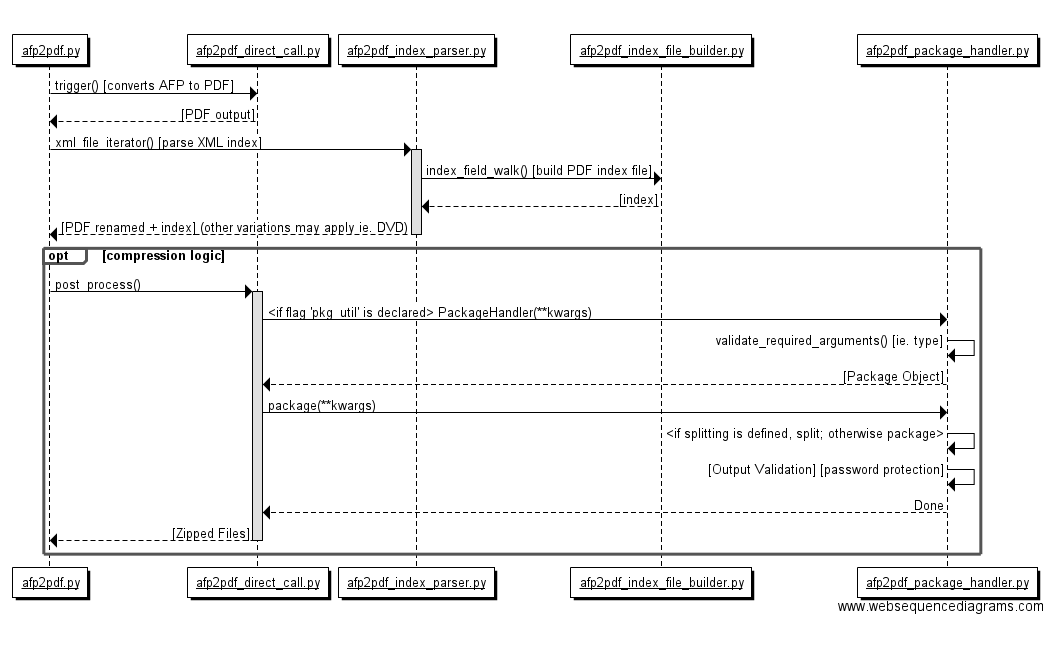 afp2pdf.py afp2pdf_direct_call.py afp2pdf_index_parser.py afp2pdf_index_file_builder.py afp2pdf_package_handler.py
trigger() [converts AFP to PDF]
[PDF output]
xml_file_iterator() [parse XML index]
index_field_walk() [build PDF index file]
[index]
[PDF renamed + index] (other variations may apply ie. DVD)
opt [compression logic]
post_process()
<if flag 'pkg_util' is declared> PackageHandler(**kwargs)
validate_required_arguments() [ie. type]
[Package Object]
package(**kwargs)
<if splitting is defined, split; otherwise package>
[Output Validation] [password protection]
Done
[Zipped Files]
afp2pdf.py afp2pdf_direct_call.py afp2pdf_index_parser.py afp2pdf_index_file_builder.py afp2pdf_package_handler.py
www.websequencediagrams.com